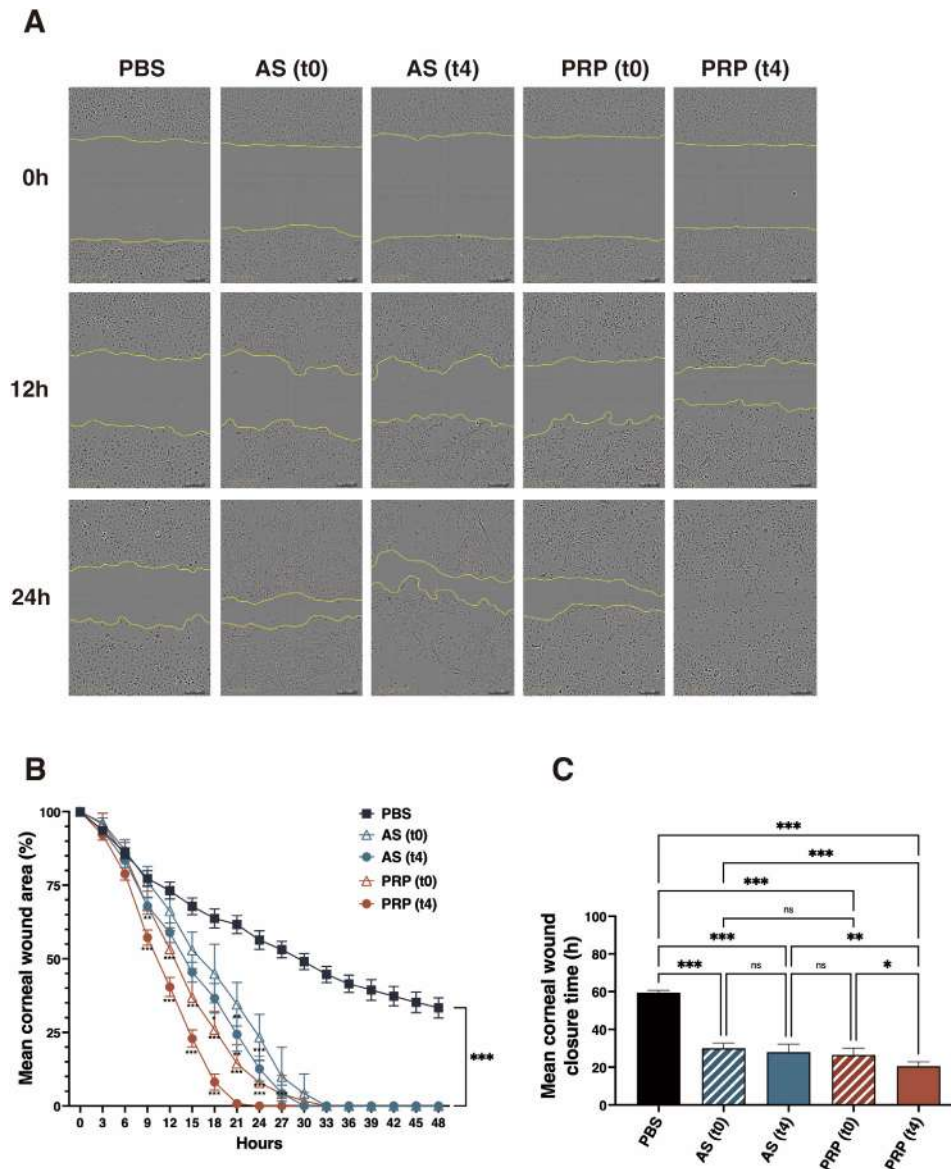 A
PBS AS (t0) AS (t4) PRP (t0) PRP (t4)
0h
12h
24h
B
Mean corneal wound area (%)
100
75
50
25
0
0 3 6 9 12 15 18 21 24 27 30 33 36 39 42 45 48
Hours
PBS
AS (t0)
AS (t4)
PRP (t0)
PRP (t4)
***
C
Mean corneal wound
closure time (h)
100
80
60
40
20
0
***
***
***
ns
*** **
*** ns ns *
PBS
AS (t0)
AS (t4)
PRP (t0)
PRP (t4)